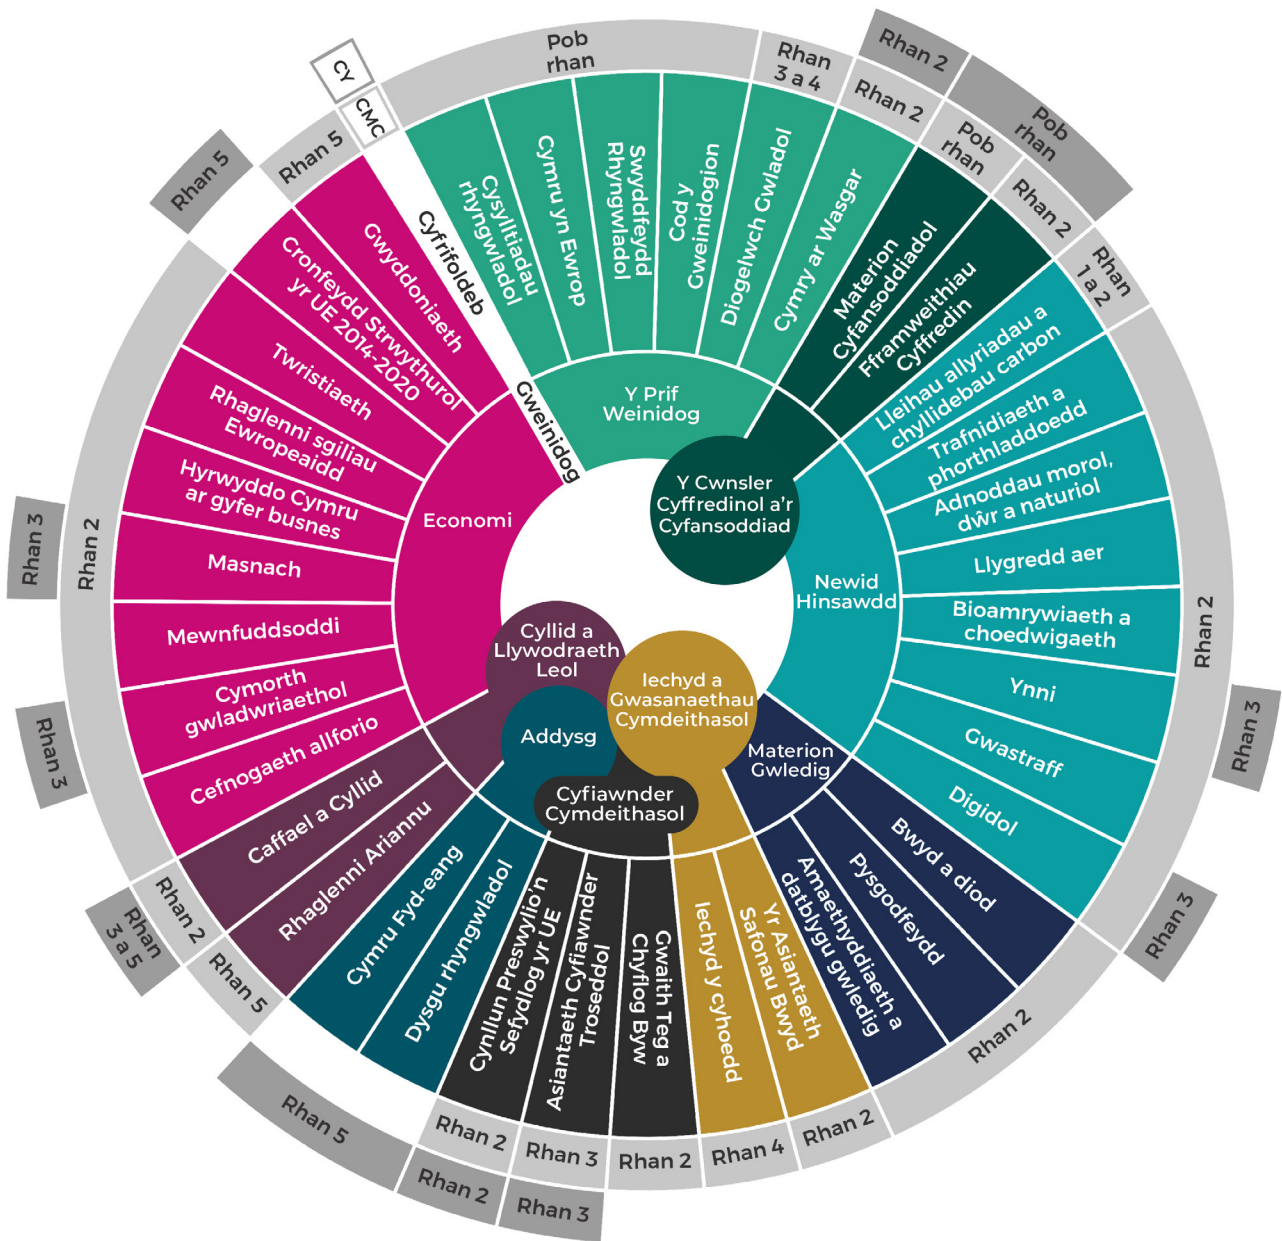 CY
CMC
Cyfrifoldeb
Gweinidog
Pob
rhan
Rhan
3 a 4
Rhan 2
Rhan 2
Pob
rhan
Pob
rhan
Rhan 2
Rhan
1 a 2
Rhan 2
Rhan 3
Rhan 3
Rhan 2
Rhan 2
Rhan 4
Rhan 2
Rhan 3
Rhan 2
Rhan 3
Rhan 2
Rhan 5
Rhan 5
Rhan 2
Rhan
3 a 5
Rhan 3
Rhan 3
Rhan 2
Rhan 5
Rhan 5
Y Prif
Weinidog
Cysylltiadau
rhyngwladol
Cymru yn Ewrop
Swyddfeydd
Rhyngwladol
Cod y
Gweinidogion
Diogelwch Gwladol
Cymry ar Wasgar
Y Cwnsler
Cyffredinol a'r
Cyfansoddiad
Materion
Cyfansoddiadol
Fframweithiau
Cyffredin
Newid
Hinsawdd
Lleihau allyriadau a
chyllidebau carbon
Trafnidiaeth a
phorthladdoedd
Adnoddau morol,
dŵr a naturiol
Llygredd aer
Bioamrywiaeth a
choedwigaeth
Ynni
Gwastraff
Digidol
Materion
Gwledig
Bwyd a diod
Pysgodfeydd
Amaethyddiaeth a
datblygu gwledig
Iechyd a
Gwasanaethau
Cymdeithasol
Yr Asiantaeth
Safonau Bwyd
Iechyd y cyhoedd
Cyfiawnder
Cymdeithasol
Gwaith Teg a
Chyflog Byw
Asiantaeth Cyfiawnder
Troseddol
Cynllun Preswylio'n
Sefydlog yr UE
Addysg
Dysgu rhyngwladol
Cymru Fyd-eang
Cyllid a
Llywodraeth
Leol
Rhaglenni Ariannu
Caffael a Cyllid
Economi
Cefnogaeth allforio
Cymorth
gwladwriaethol
Mewnfuddsoddi
Masnach
Hyrwyddo Cymru
ar gyfer busnes
Rhaglenni sgiliau
Ewropeaidd
Twristiaeth
Cronfeydd Strwythurol
yr UE 2014-2020
Gwyddoniaeth